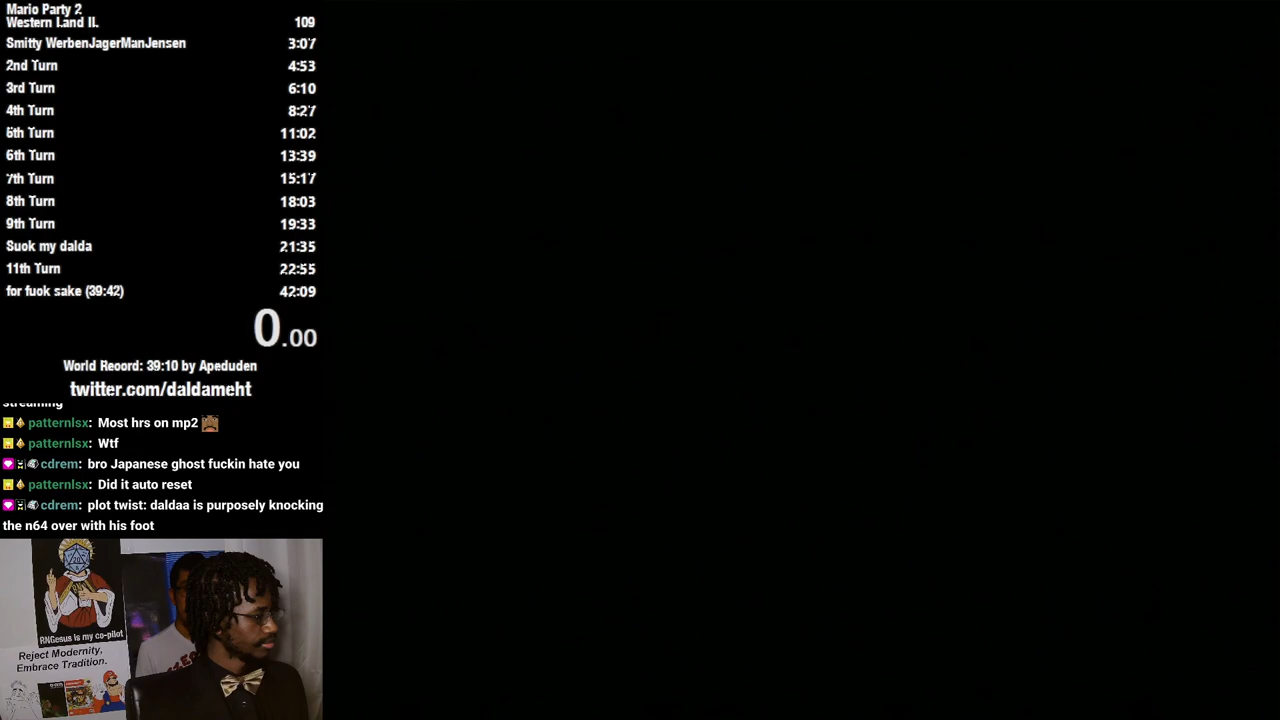 Mario Party 2
Western Land II. 109
Smitty WerbenJagerManJensen 3:07
2nd Turn 4:53
3rd Turn 6:10
4th Turn 8:27
5th Turn 11:02
6th Turn 13:39
7th Turn 15:17
8th Turn 18:03
9th Turn 19:33
Suok my dalda 21:35
11th Turn 22:55
for fuok sake (39:42) 42:09
0.00
World Reoord: 39:10 by Apeduden
twitter.com/daldameht
streaming
patternlsx: Most hrs on mp2
patternlsx: Wtf
cdrem: bro Japanese ghost fuckin hate you
patternlsx: Did it auto reset
cdrem: plot twist: daldaa is purposely knocking
the n64 over with his foot
RNGesus is my co-pilot
Reject Modernity,
Embrace Tradition.